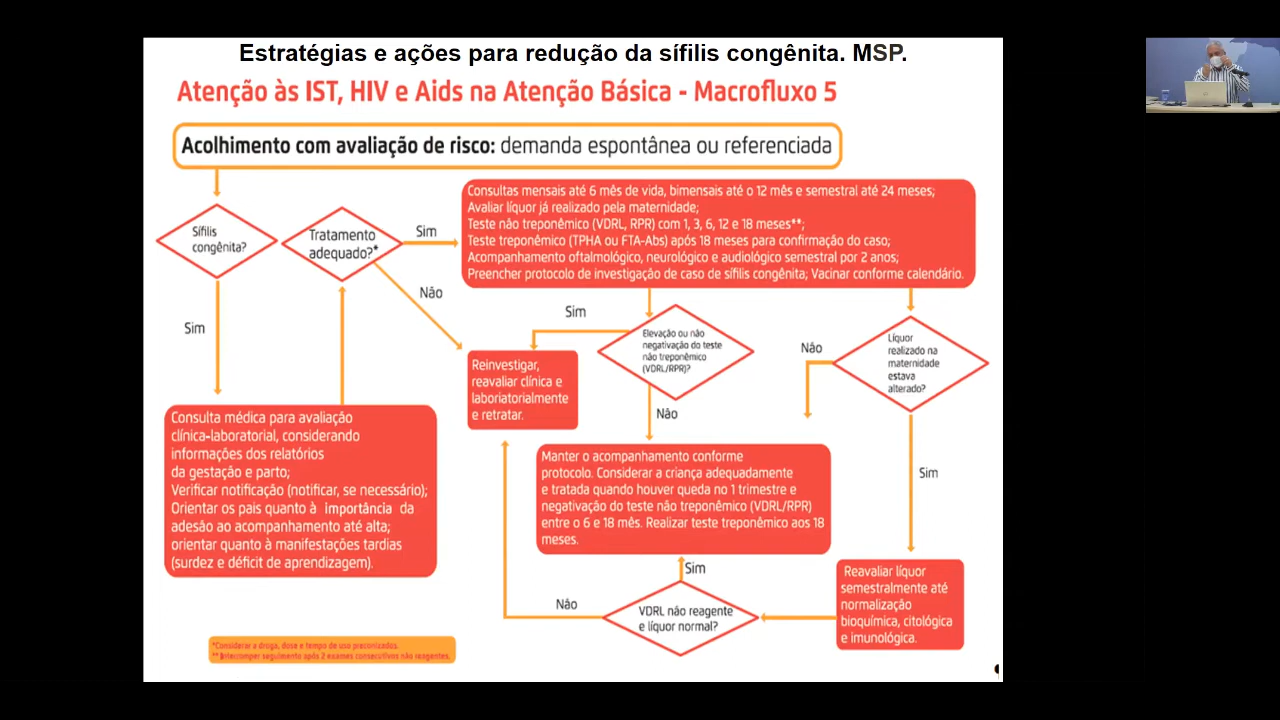 Estratégias e ações para redução da sífilis congênita. MSP.
Atenção às IST, HIV e Aids na Atenção Básica - Macrofluxo 5
Acolhimento com avaliação de risco: demanda espontânea ou referenciada
Sífilis
congênita?
Tratamento
adequado?*
Sim
Consultas mensais até 6 mês de vida, bimensais até o 12 mês e semestral até 24 meses;
Avaliar líquor já realizado pela maternidade;
Teste não treponêmico (VDRL, RPR) com 1, 3, 6, 12 e 18 meses**;
Teste treponêmico (TPHA ou FTA-Abs) após 18 meses para confirmação do caso;
Acompanhamento oftalmológico, neurológico e audiológico semestral por 2 anos;
Preencher protocolo de investigação de caso de sífilis congênita; Vacinar conforme calendário.
Não
Sim
Sim
Elevação ou não
negativação do teste
não treponêmico
(VDRL/RPR)?
Não
Líquor
realizado na
maternidade
estava
alterado?
Reinvestigar,
reavaliar clínica e
laboriatorialmente
e retratar.
Não
Consulta médica para avaliação
clínica-laboratorial, considerando
informações dos relatórios
da gestação e parto;
Verificar notificação (notificar, se necessário);
Orientar os pais quanto à importância da
adesão ao acompanhamento até alta;
orientar quanto à manifestações tardias
(surdez e déficit de aprendizagem).
Manter o acompanhamento conforme
protocolo. Considerar a criança adequadamente
e tratada quando houver queda no 1 trimestre e
negativação do teste não treponêmico (VDRL/RPR)
entre o 6 e 18 mês. Realizar teste treponêmico aos 18
meses.
Sim
Sim
Reavaliar líquor
semestralmente até
normalização
bioquímica, citológica
e imunológica.
Não
VDRL não reagente
e líquor normal?
*Considerar a droga, dose e tempo de uso preconizados.
**Interromper seguimento após 2 exames consecutivos não reagentes.